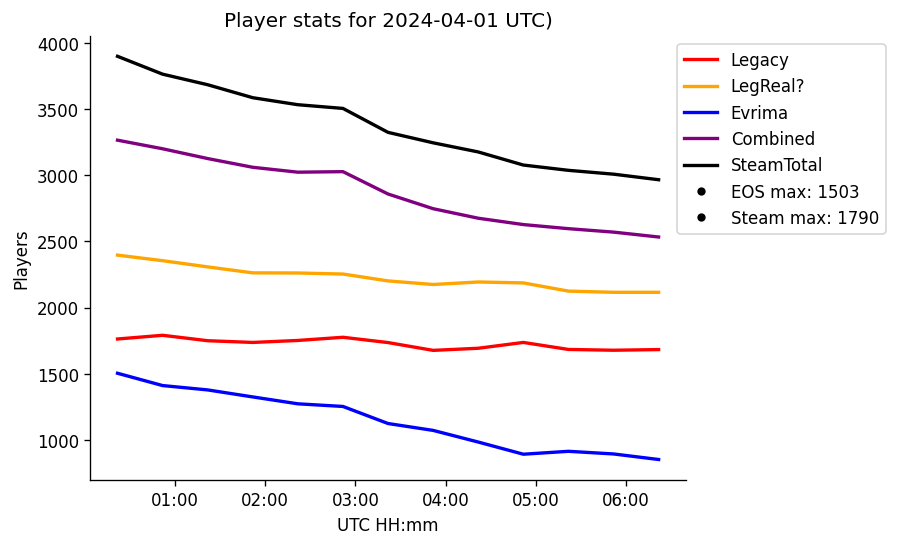 Player stats for 2024-04-01 UTC)
4000
3500
3000
2500
2000
1500
1000
Players
01:00 02:00 03:00 04:00 05:00 06:00
UTC HH:mm
Legacy
LegReal?
Evrima
Combined
SteamTotal
EOS max: 1503
Steam max: 1790